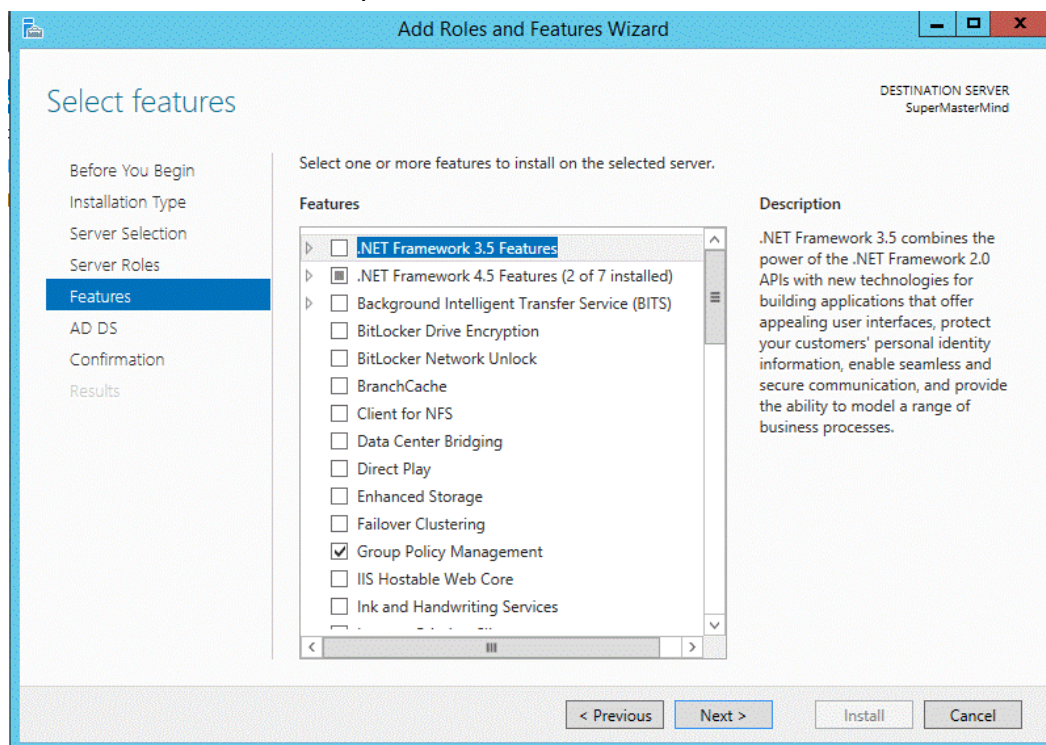 Add Roles and Features Wizard
Select features
DESTINATION SERVER
SuperMasterMind
Before You Begin
Installation Type
Server Selection
Server Roles
Features
AD DS
Confirmation
Results
Select one or more features to install on the selected server.
Features
.NET Framework 3.5 Features
.NET Framework 4.5 Features (2 of 7 installed)
Background Intelligent Transfer Service (BITS)
BitLocker Drive Encryption
BitLocker Network Unlock
BranchCache
Client for NFS
Data Center Bridging
Direct Play
Enhanced Storage
Failover Clustering
Group Policy Management
IIS Hostable Web Core
Ink and Handwriting Services
Description
.NET Framework 3.5 combines the
power of the .NET Framework 2.0
APIs with new technologies for
building applications that offer
appealing user interfaces, protect
your customers' personal identity
information, enable seamless and
secure communication, and provide
the ability to model a range of
business processes.
< Previous
Next >
Install
Cancel